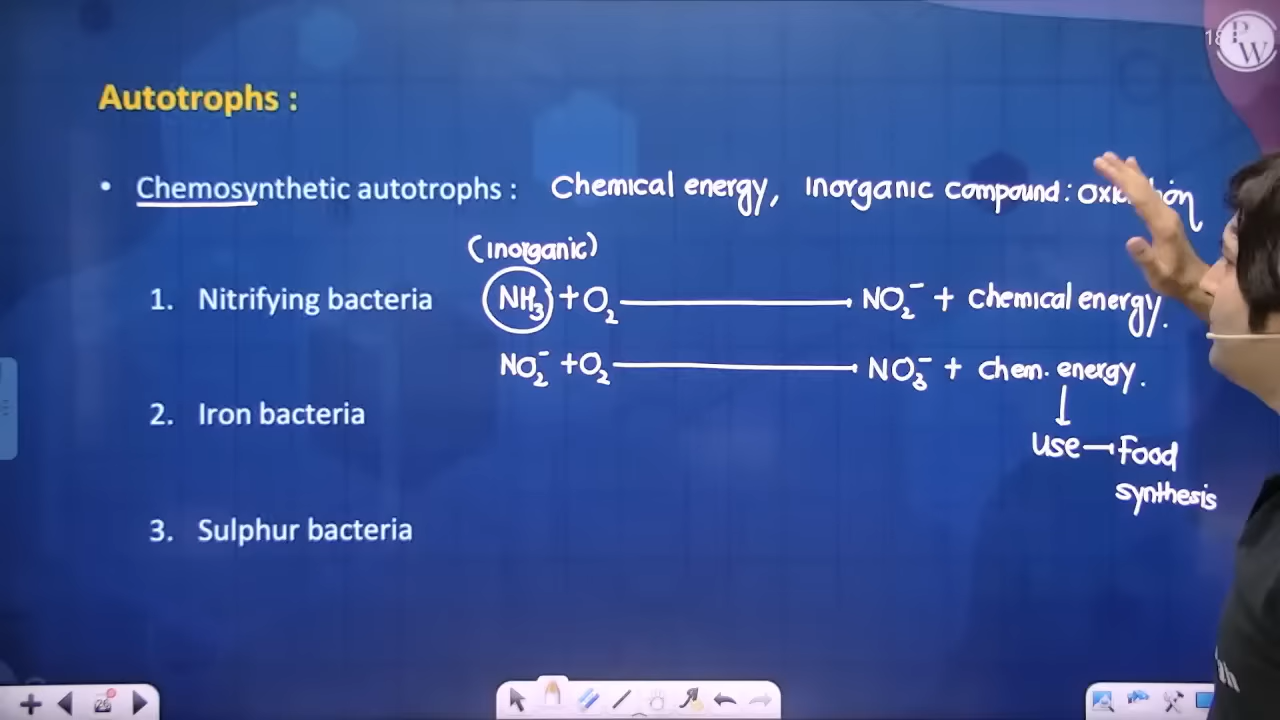 PW
Autotrophs :
• Chemosynthetic autotrophs : Chemical energy, Inorganic compound:
(Inorganic)
1. Nitrifying bacteria NH₃ + O₂ → NO₂⁻ + Chemical energy.
NO₂⁻ + O₂ → NO₃⁻ + chem. energy.
↓
2. Iron bacteria
use → Food
synthesis
3. Sulphur bacteria